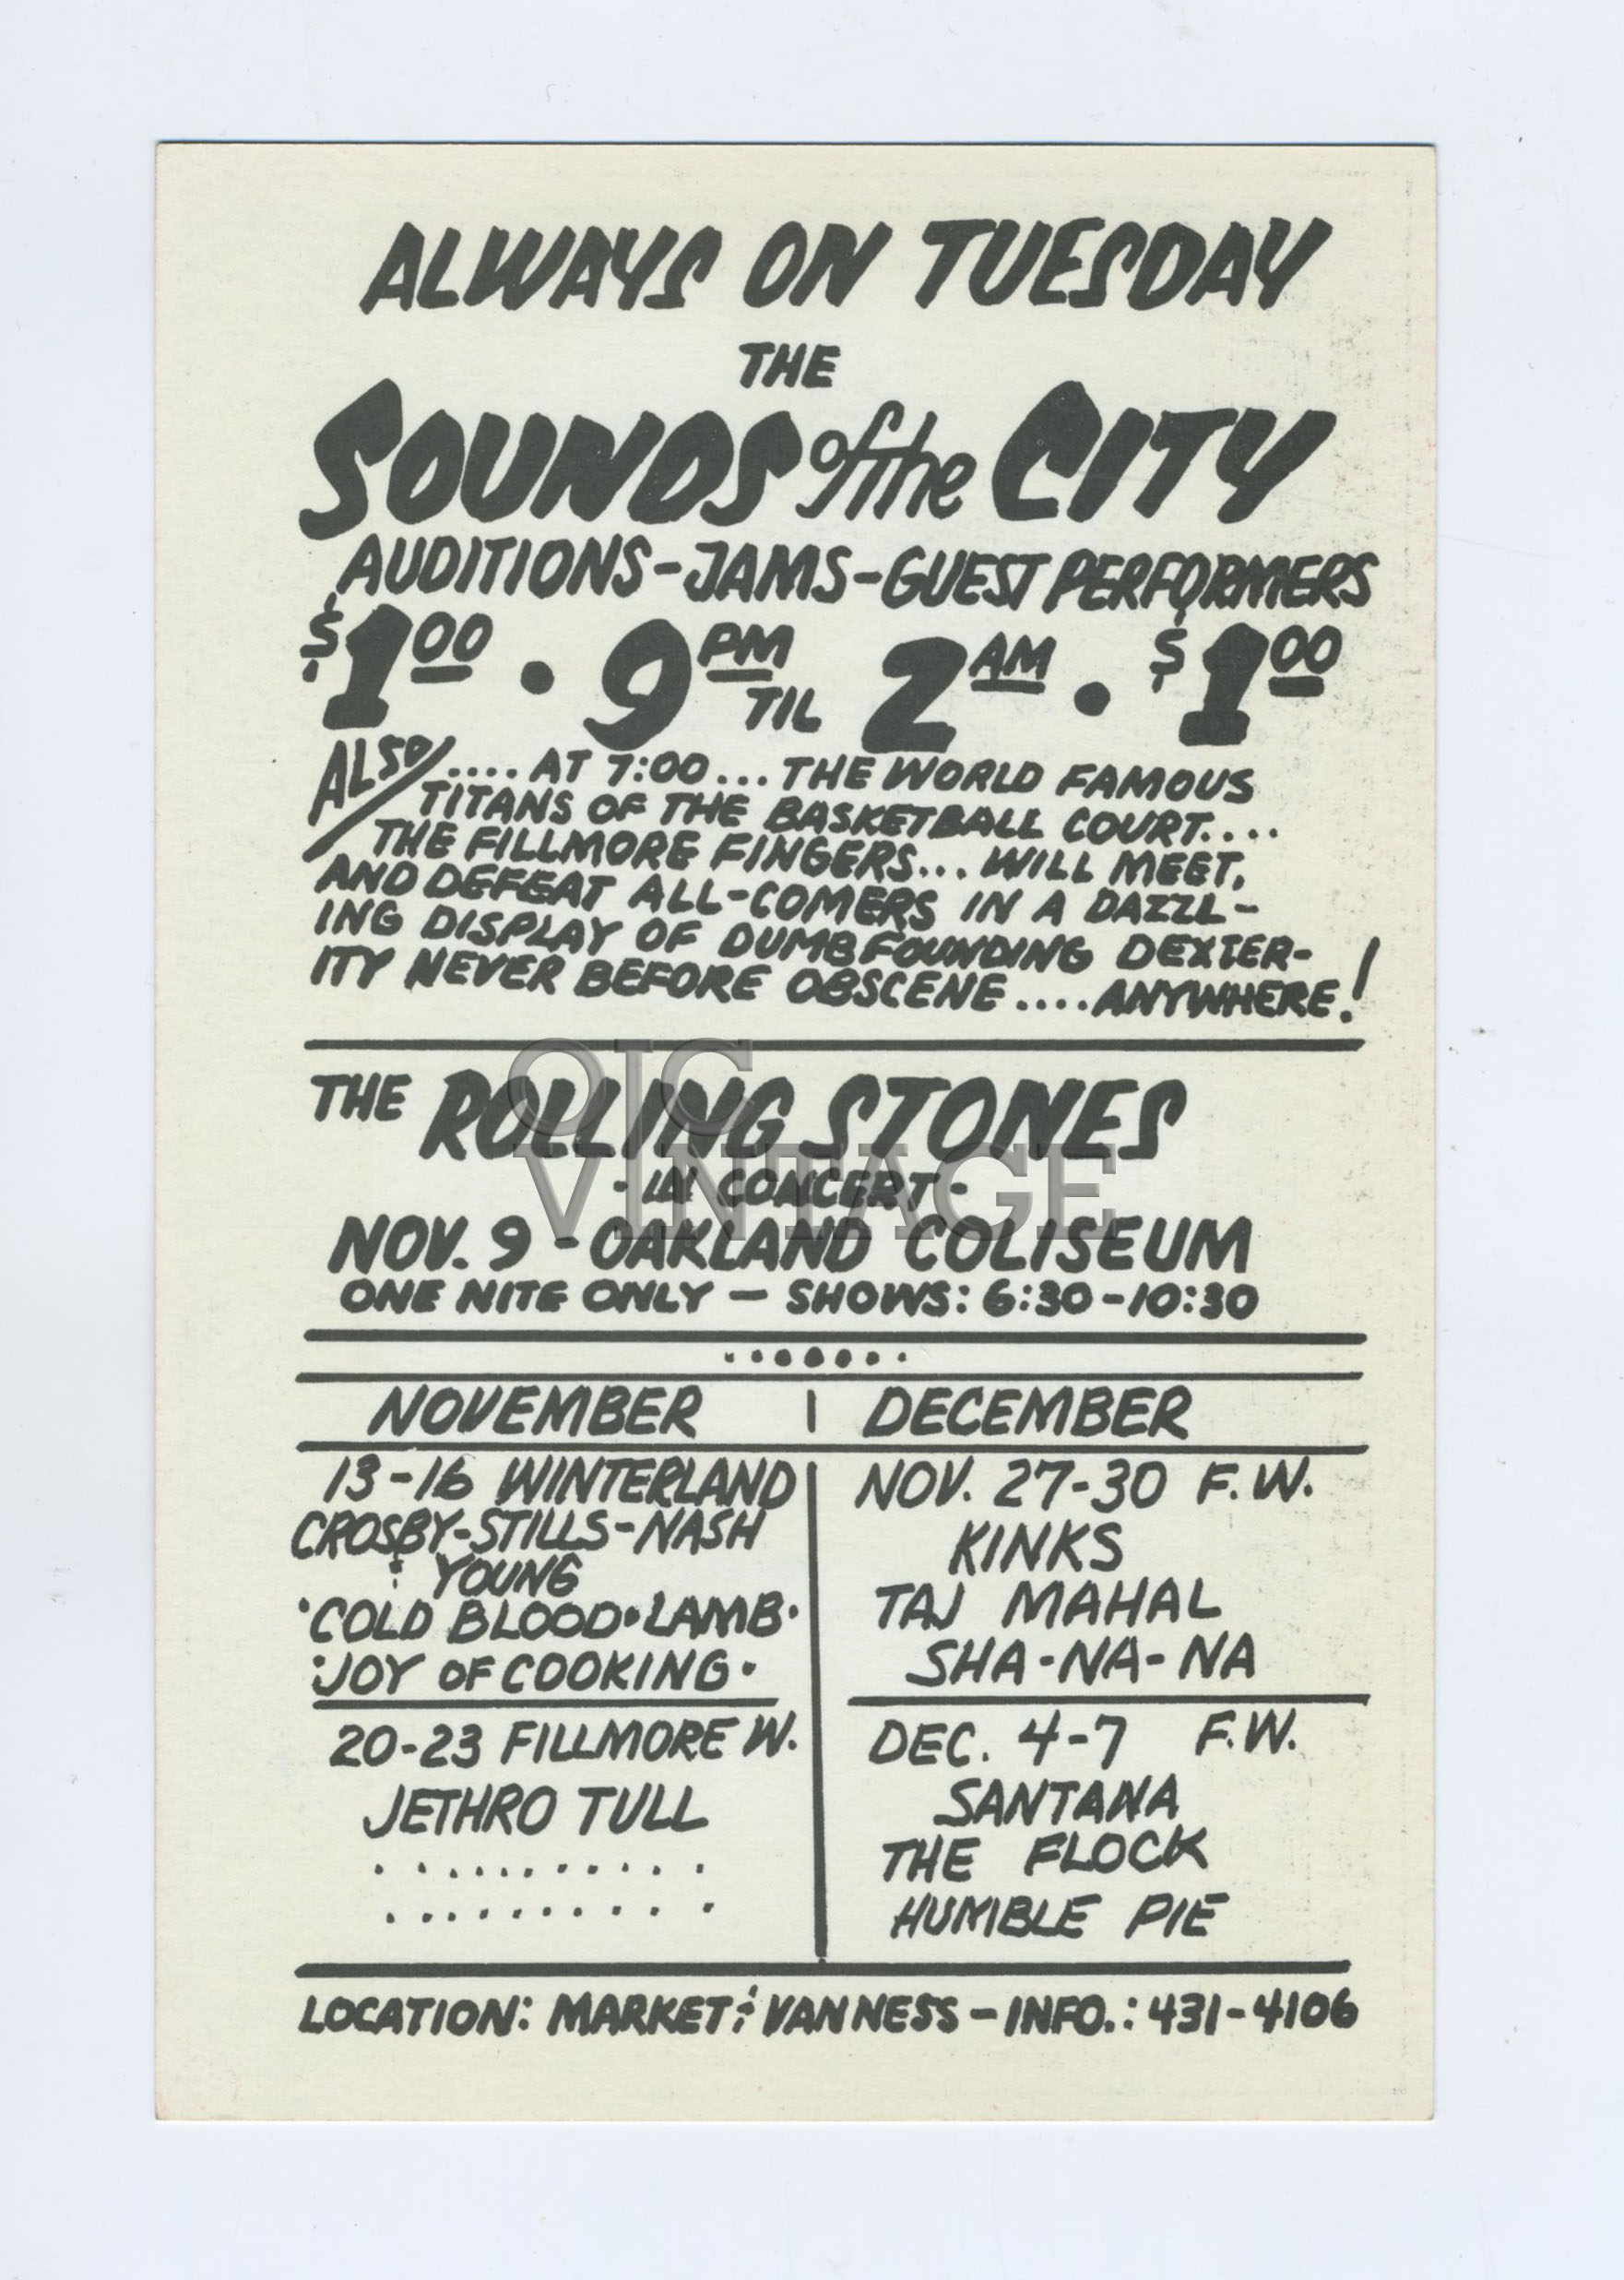 ALWAYS ON TUESDAY
THE
SOUNDS of the CITY
AUDITIONS-JAMS-GUEST PERFORMERS
$1.00 • 9 PM TIL 2 AM • $1.00
ALSO.... AT 7:00... THE WORLD FAMOUS
TITANS OF THE BASKETBALL COURT....
THE FILLMORE FINGERS... WILL MEET,
AND DEFEAT ALL-COMERS IN A DAZZL-
ING DISPLAY OF DUMBFOUNDING DEXTER-
ITY NEVER BEFORE OBSCENE....ANYWHERE!
THE ROLLING STONES
- IN CONCERT -
NOV. 9 - OAKLAND COLISEUM
ONE NITE ONLY — SHOWS: 6:30-10:30
OTC
VINTAGE
NOVEMBER | DECEMBER
13-16 WINTERLAND
CROSBY-STILLS-NASH
& YOUNG
·COLD BLOOD·LAMB·
·JOY OF COOKING·
20-23 FILLMORE W.
JETHRO TULL
NOV. 27-30 F.W.
KINKS
TAJ MAHAL
SHA-NA-NA
DEC. 4-7 F.W.
SANTANA
THE FLOCK
HUMBLE PIE
LOCATION: MARKET & VAN NESS - INFO.: 431-4106